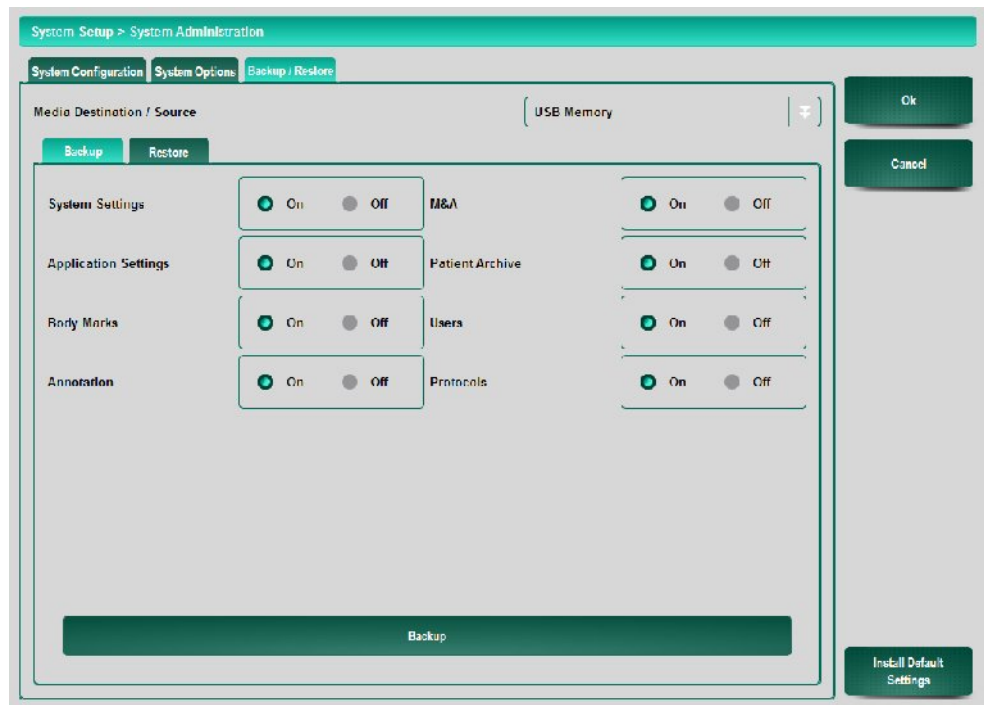 System Setup > System Administration
System Configuration System Options Backup / Restore
Media Destination / Source USB Memory
Ok
Backup Restore
Cancel
System Settings On Off M&A On Off
Application Settings On Off Patient Archive On Off
Body Marks On Off Users On Off
Annotation On Off Protocols On Off
Backup
Install Default
Settings